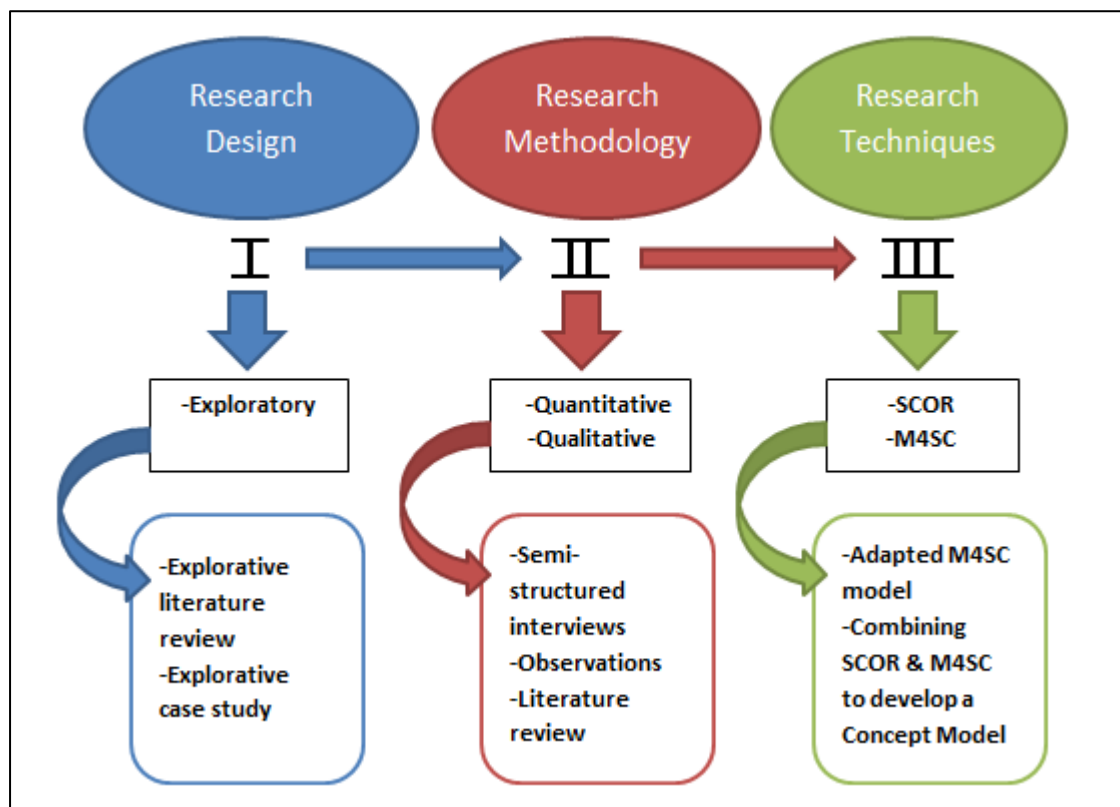 Research
Design
Research
Methodology
Research
Techniques
I
II
III
-Exploratory
-Quantitative
-Qualitative
-SCOR
-M4SC
-Explorative
literature
review
-Explorative
case study
-Semi-
structured
interviews
-Observations
-Literature
review
-Adapted M4SC
model
-Combining
SCOR & M4SC
to develop a
Concept Model